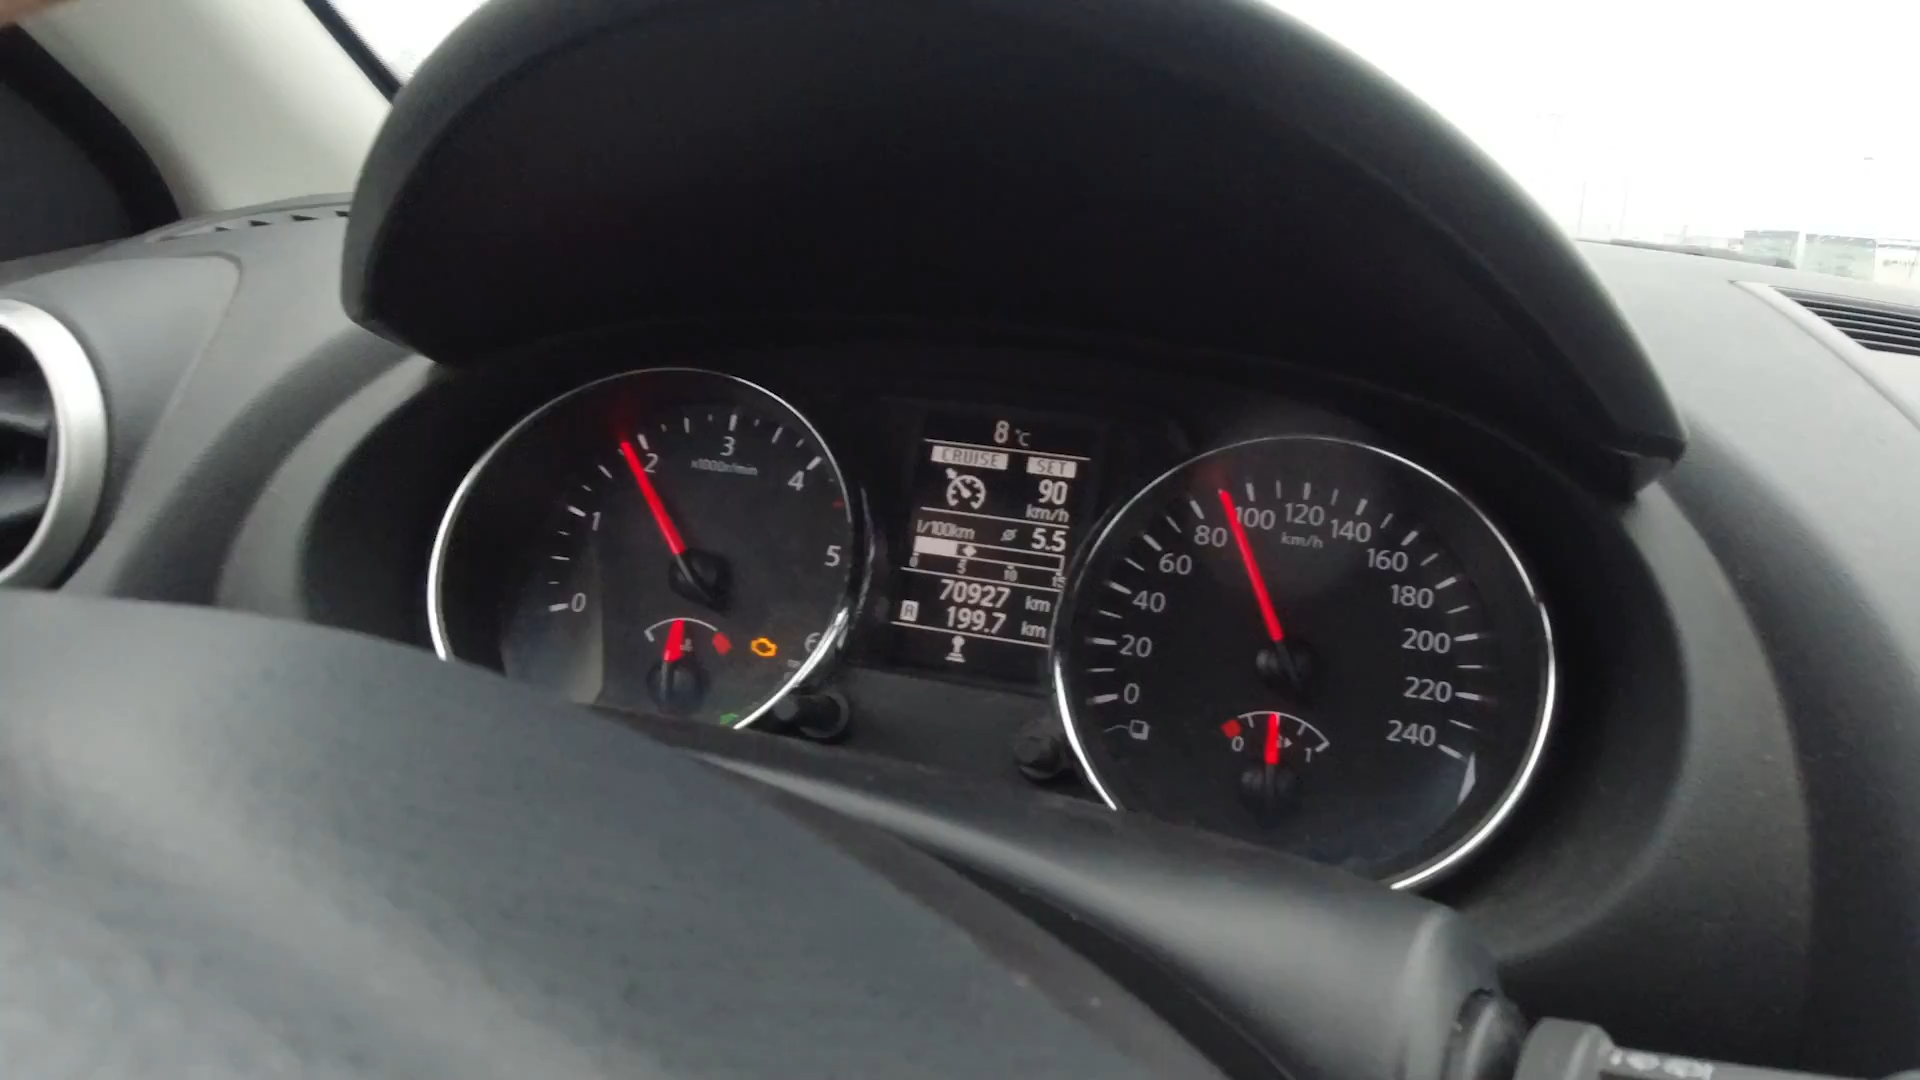 8 °C
CRUISE SET
90
km/h
l/100km ø 5.5
0 5 10 15
70927 km
A 199.7 km
0 1 2 3 4 5 6
x1000r/min
0 20 40 60 80 100 120 140 160 180 200 220 240
km/h
0 1